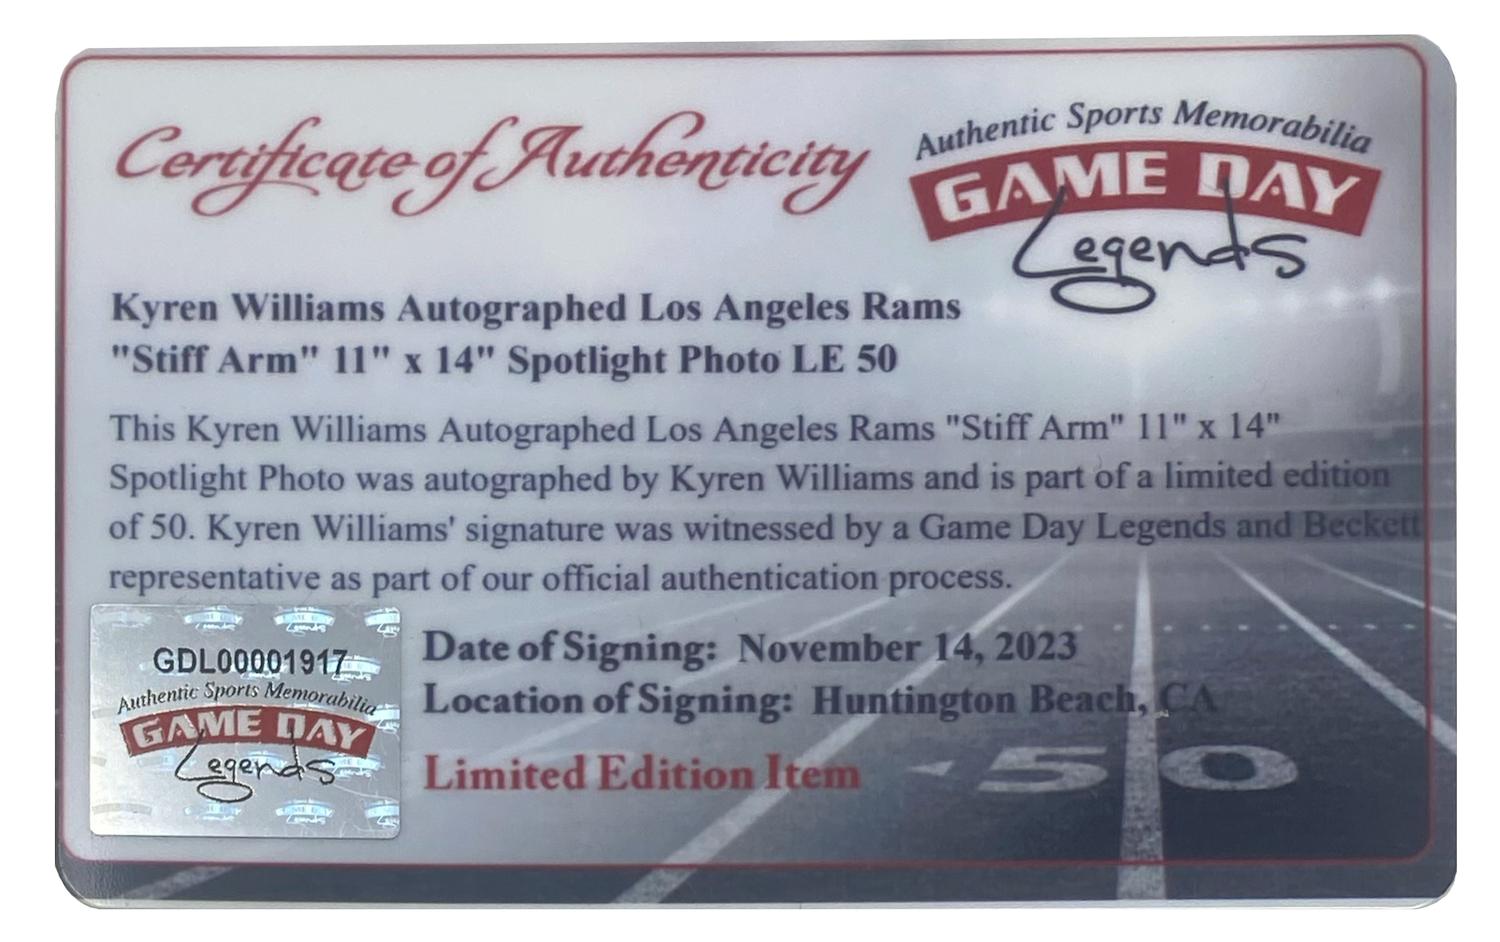 Certificate of Authenticity
Authentic Sports Memorabilia
GAME DAY
Legends
Kyren Williams Autographed Los Angeles Rams
"Stiff Arm" 11" x 14" Spotlight Photo LE 50
This Kyren Williams Autographed Los Angeles Rams "Stiff Arm" 11" x 14"
Spotlight Photo was autographed by Kyren Williams and is part of a limited edition
of 50. Kyren Williams' signature was witnessed by a Game Day Legends and Beckett
representative as part of our official authentication process.
GDL00001917
Authentic Sports Memorabilia
GAME DAY
Legends
Date of Signing: November 14, 2023
Location of Signing: Huntington Beach, CA
Limited Edition Item
50